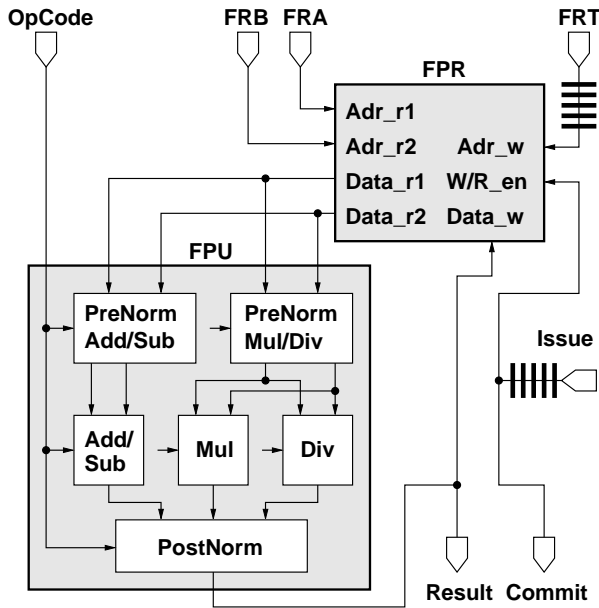 OpCode
FRB
FRA
FRT
FPR
Adr_r1
Adr_r2
Adr_w
Data_r1
W/R_en
Data_r2
Data_w
FPU
PreNorm
Add/Sub
PreNorm
Mul/Div
Issue
Add/
Sub
Mul
Div
PostNorm
Result
Commit